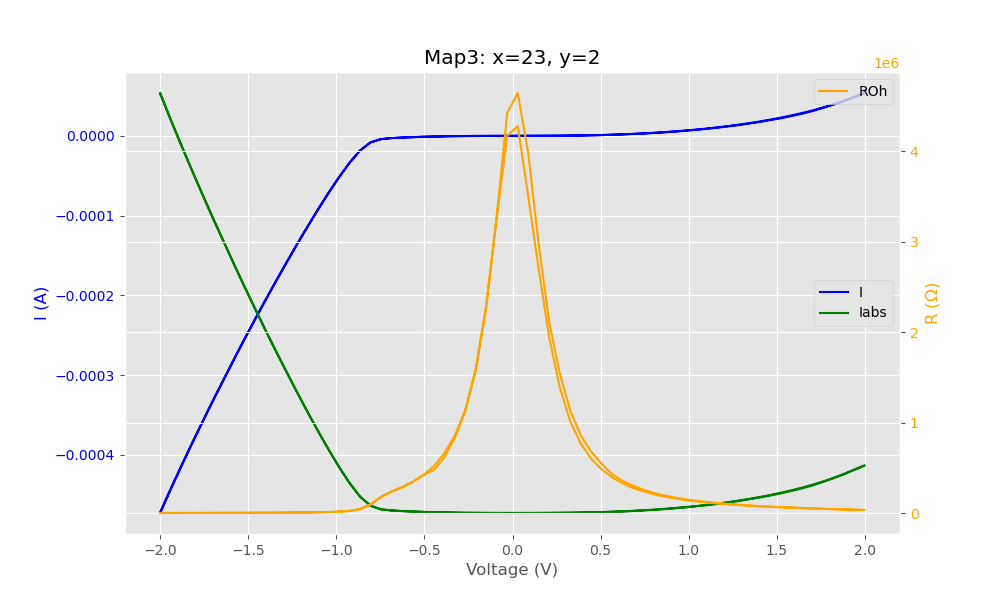 Map3: x=23, y=2
1e6
ROh
0.0000
−0.0001
−0.0002
−0.0003
−0.0004
I (A)
4
3
2
1
0
R (Ω)
I
Iabs
−2.0
−1.5
−1.0
−0.5
0.0
0.5
1.0
1.5
2.0
Voltage (V)